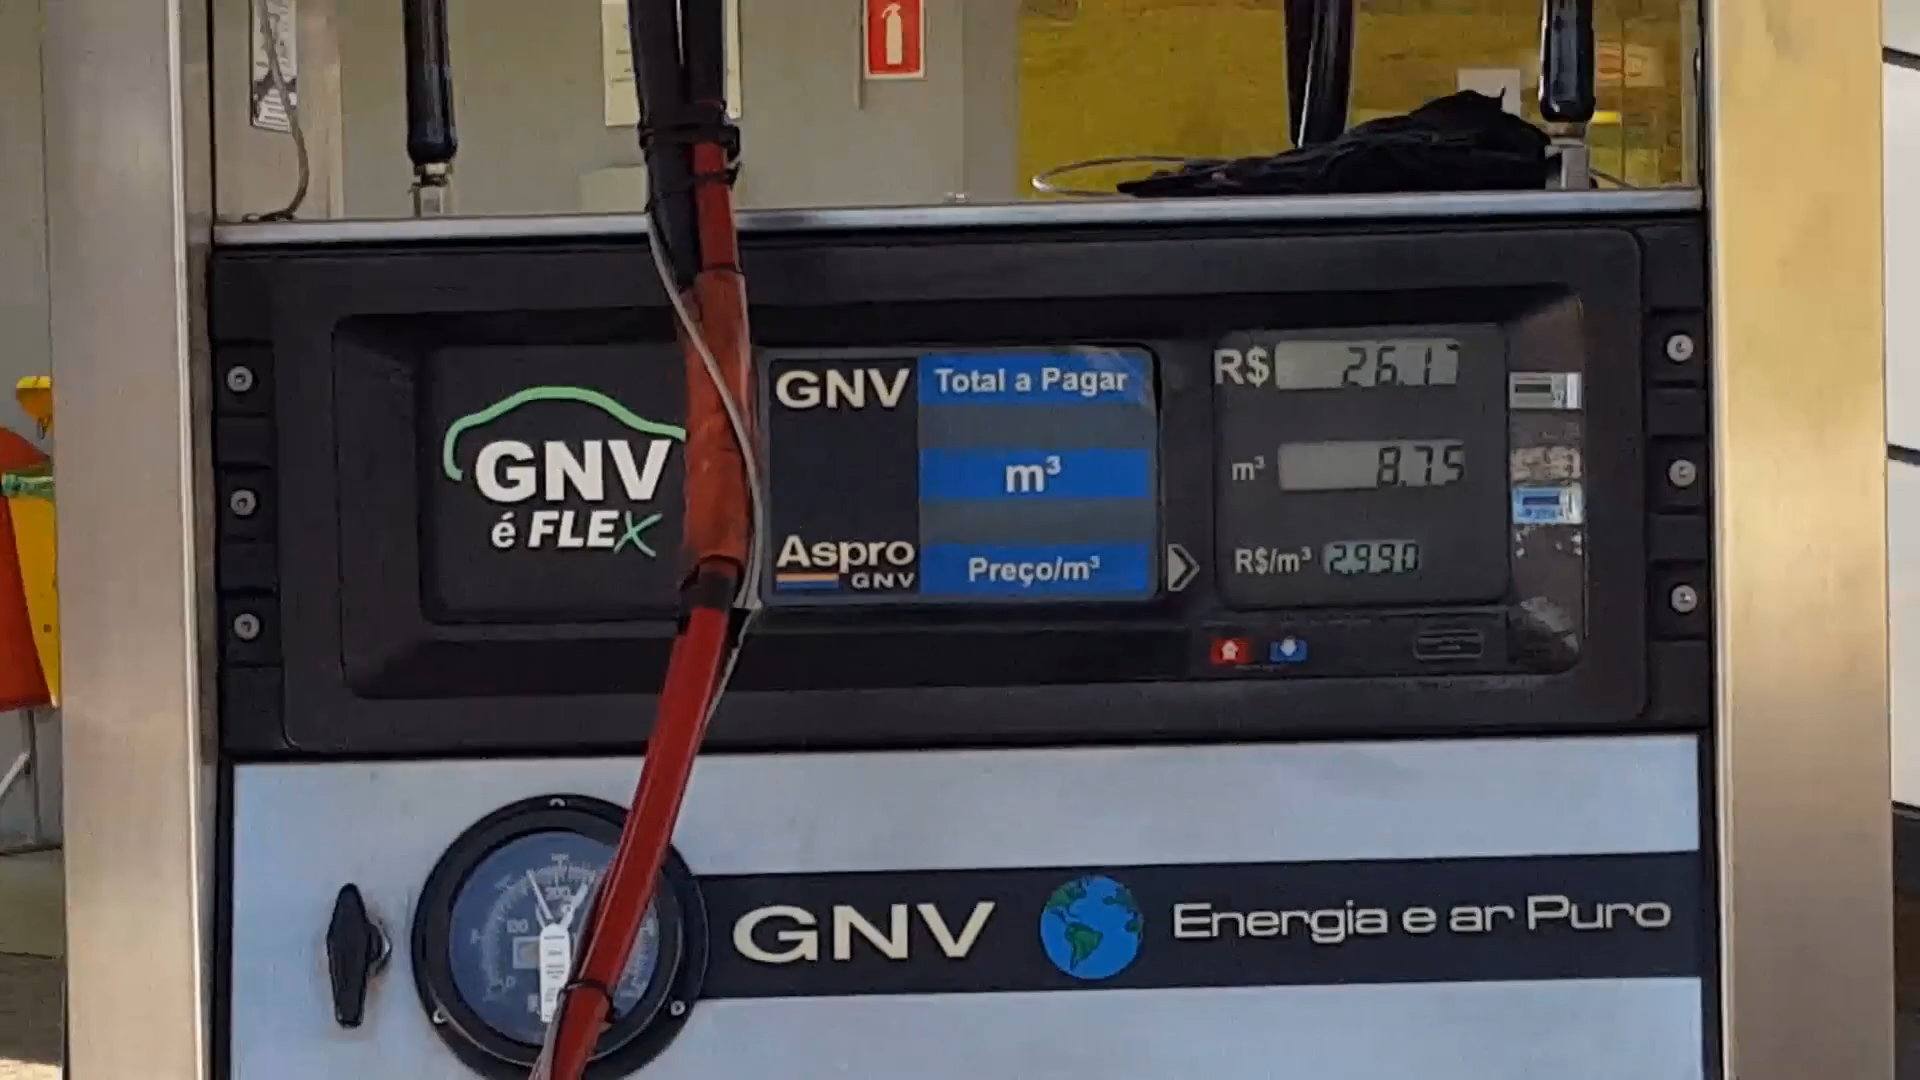 GNV
é FLEX
GNV
Total a Pagar
m³
Aspro
GNV
Preço/m³
R$ 26.17
m³ 8.75
R$/m³ 2.990
GNV Energia e ar Puro
200